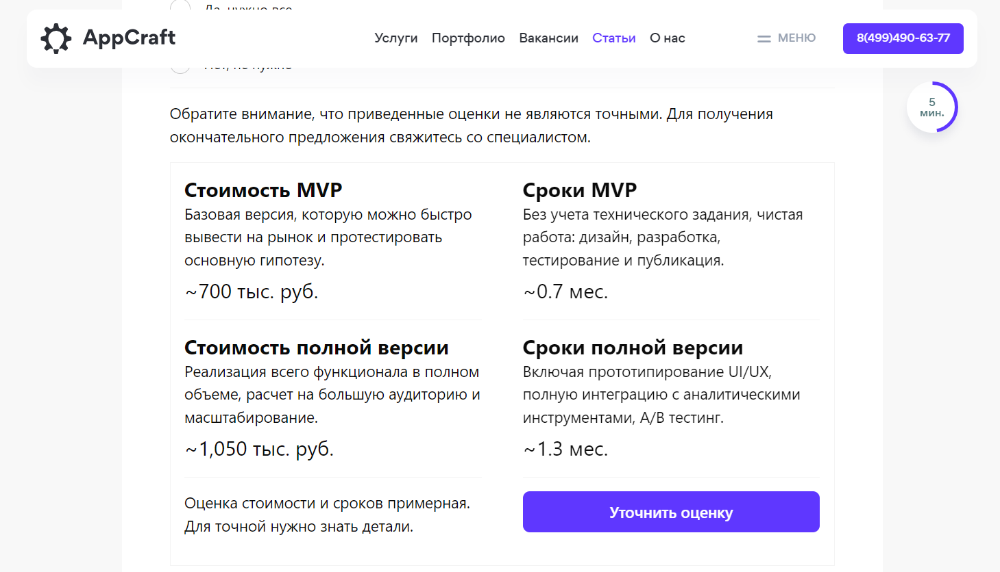 AppCraft
Услуги Портфолио Вакансии Статьи О нас
МЕНЮ
8(499)490-63-77
5
мин.
Обратите внимание, что приведенные оценки не являются точными. Для получения
окончательного предложения свяжитесь со специалистом.
Стоимость MVP
Базовая версия, которую можно быстро
вывести на рынок и протестировать
основную гипотезу.
~700 тыс. руб.
Сроки MVP
Без учета технического задания, чистая
работа: дизайн, разработка,
тестирование и публикация.
~0.7 мес.
Стоимость полной версии
Реализация всего функционала в полном
объеме, расчет на большую аудиторию и
масштабирование.
~1,050 тыс. руб.
Сроки полной версии
Включая прототипирование UI/UX,
полную интеграцию с аналитическими
инструментами, A/B тестинг.
~1.3 мес.
Оценка стоимости и сроков примерная.
Для точной нужно знать детали.
Уточнить оценку